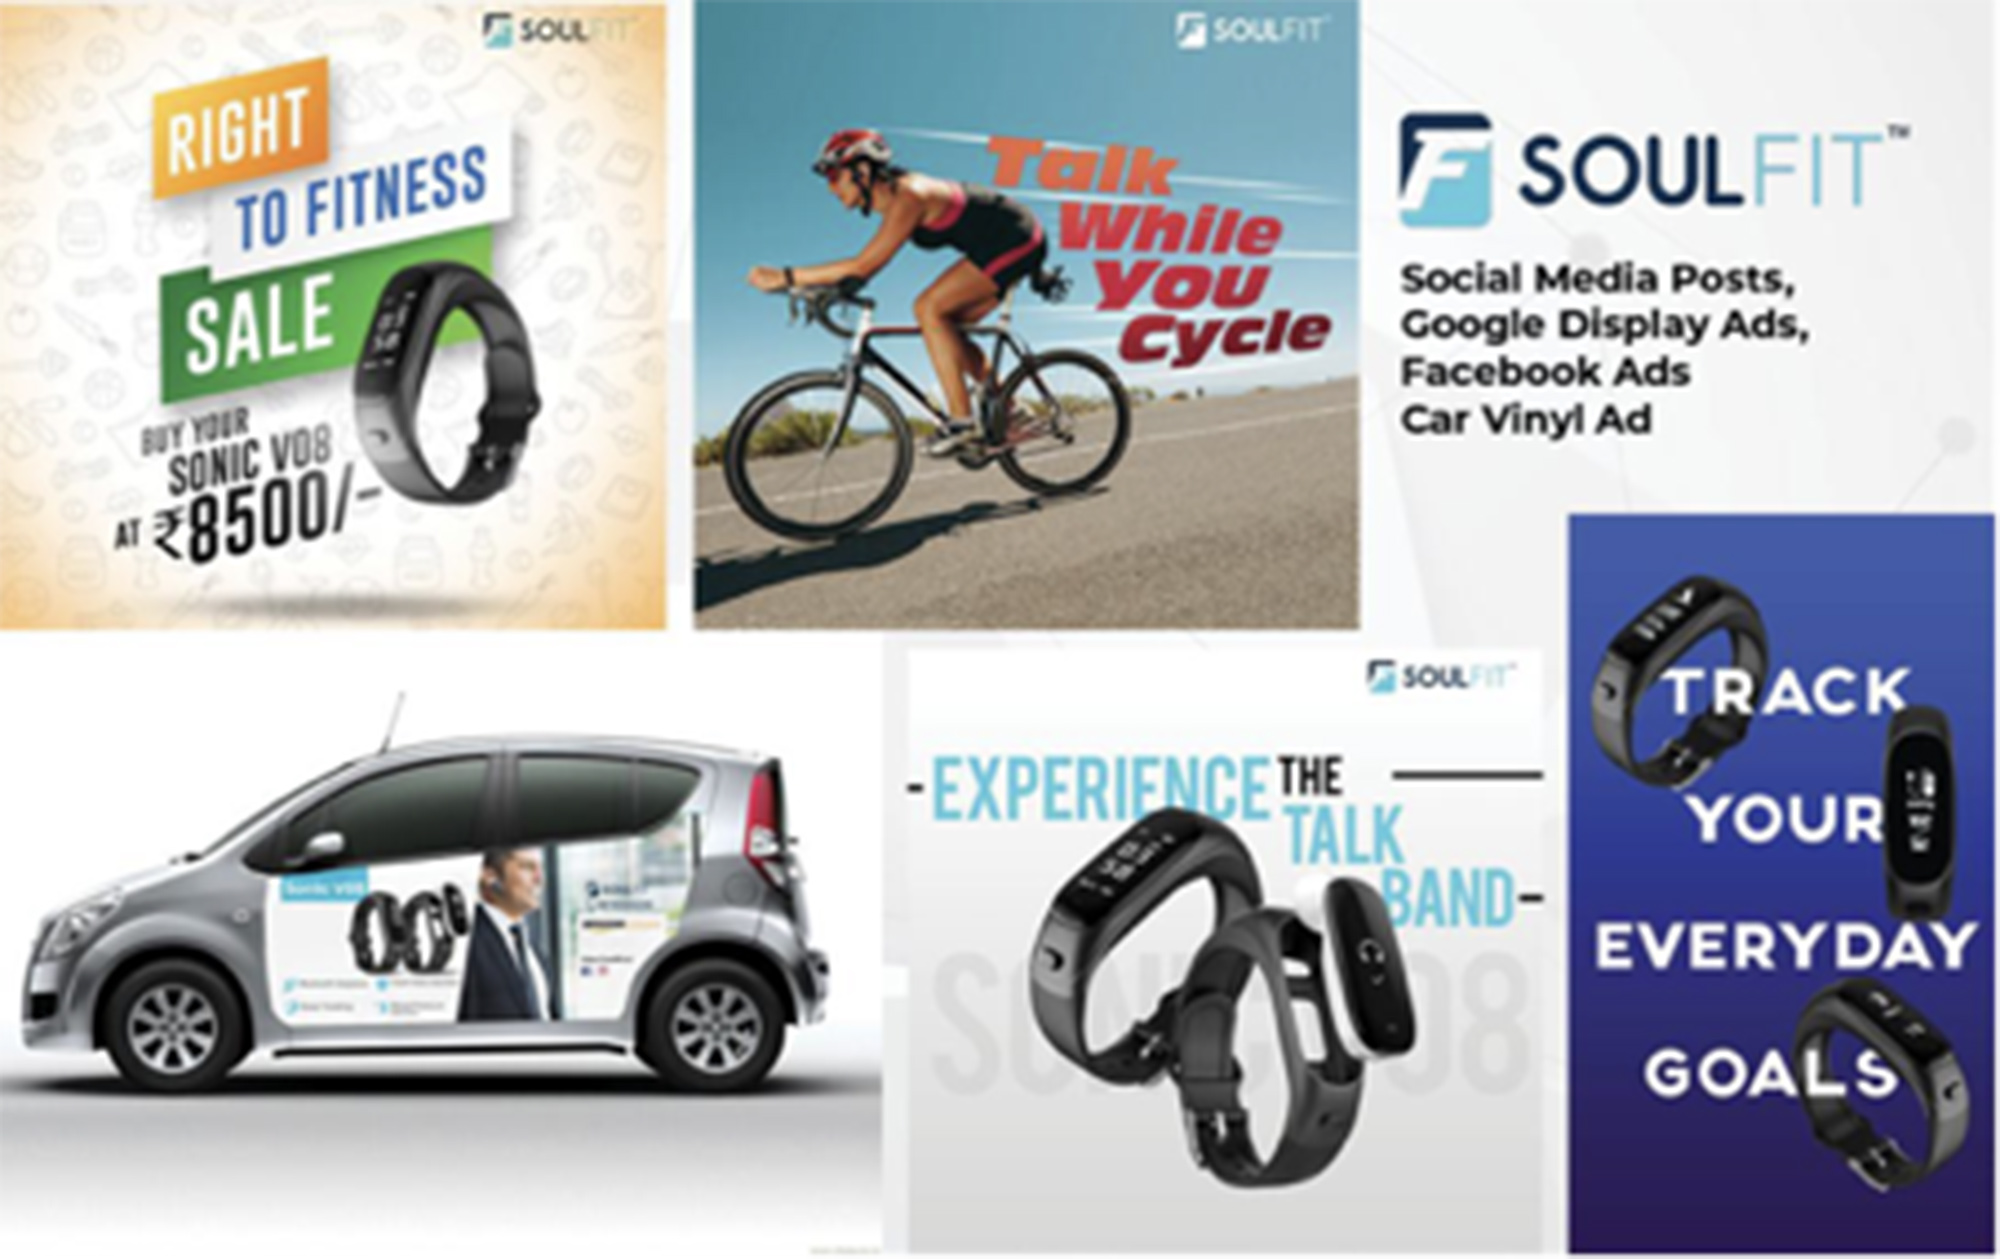 SOULFIT
RIGHT
TO FITNESS
SALE
BUY YOUR
SONIC V08
AT ₹8500/-
SOULFIT
Talk
While
You
Cycle
SOULFIT™
Social Media Posts,
Google Display Ads,
Facebook Ads
Car Vinyl Ad
Sonic V08
SOULFIT
EXPERIENCE THE
TALK
BAND
SONIC V08
TRACK
YOUR
EVERYDAY
GOALS